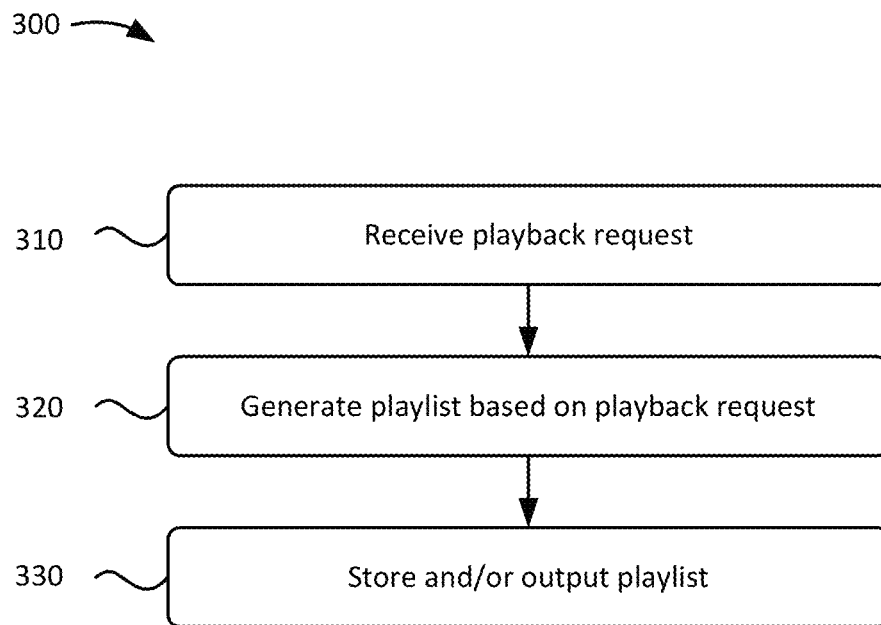 300
310
Receive playback request
320
Generate playlist based on playback request
330
Store and/or output playlist